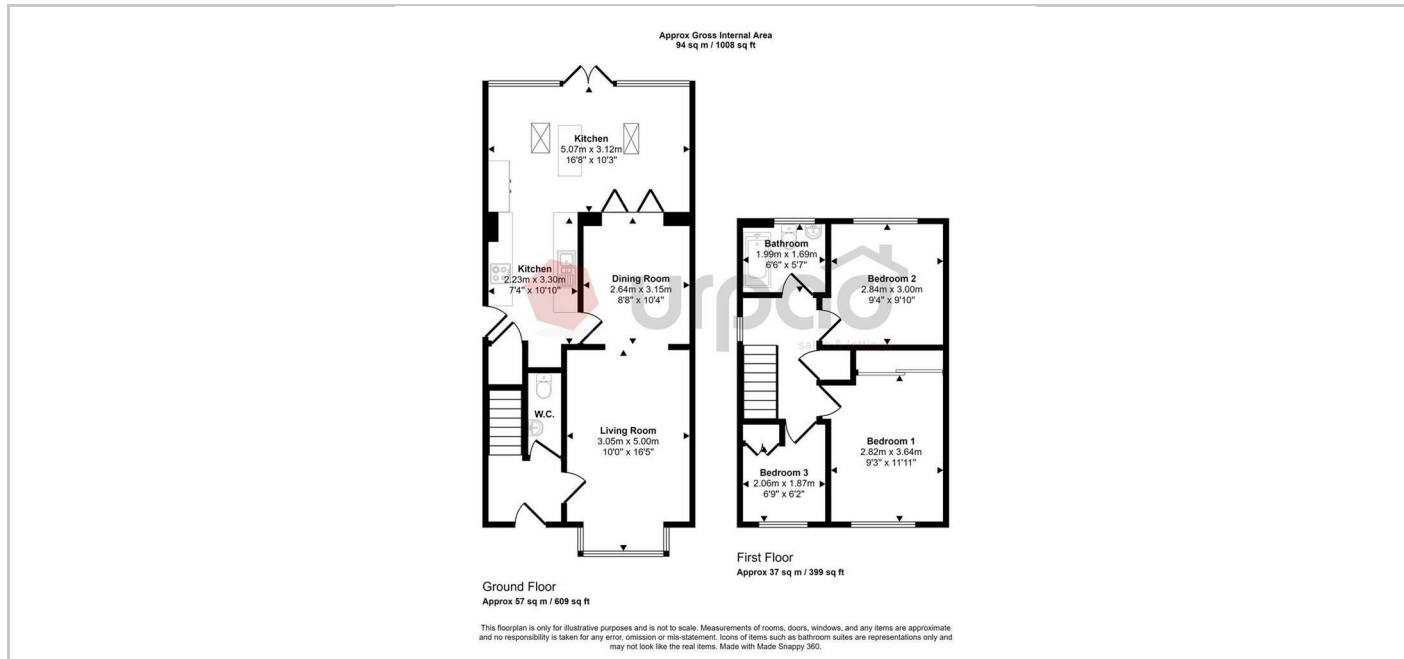 Approx Gross Internal Area
94 sq m / 1008 sq ft
Kitchen
5.07m x 3.12m
16'8" x 10'3"
Kitchen
2.23m x 3.30m
7'4" x 10'10"
Dining Room
2.64m x 3.15m
8'8" x 10'4"
W.C.
Living Room
3.05m x 5.00m
10'0" x 16'5"
Ground Floor
Approx 57 sq m / 609 sq ft
Bathroom
1.99m x 1.69m
6'6" x 5'7"
Bedroom 2
2.84m x 3.00m
9'4" x 9'10"
Bedroom 1
2.82m x 3.64m
9'3" x 11'11"
Bedroom 3
2.06m x 1.87m
6'9" x 6'2"
First Floor
Approx 37 sq m / 399 sq ft
This floorplan is only for illustrative purposes and is not to scale. Measurements of rooms, doors, windows, and any items are approximate
and no responsibility is taken for any error, omission or mis-statement. Icons of items such as bathroom suites are representations only and
may not look like the real items. Made with Made Snappy 360.